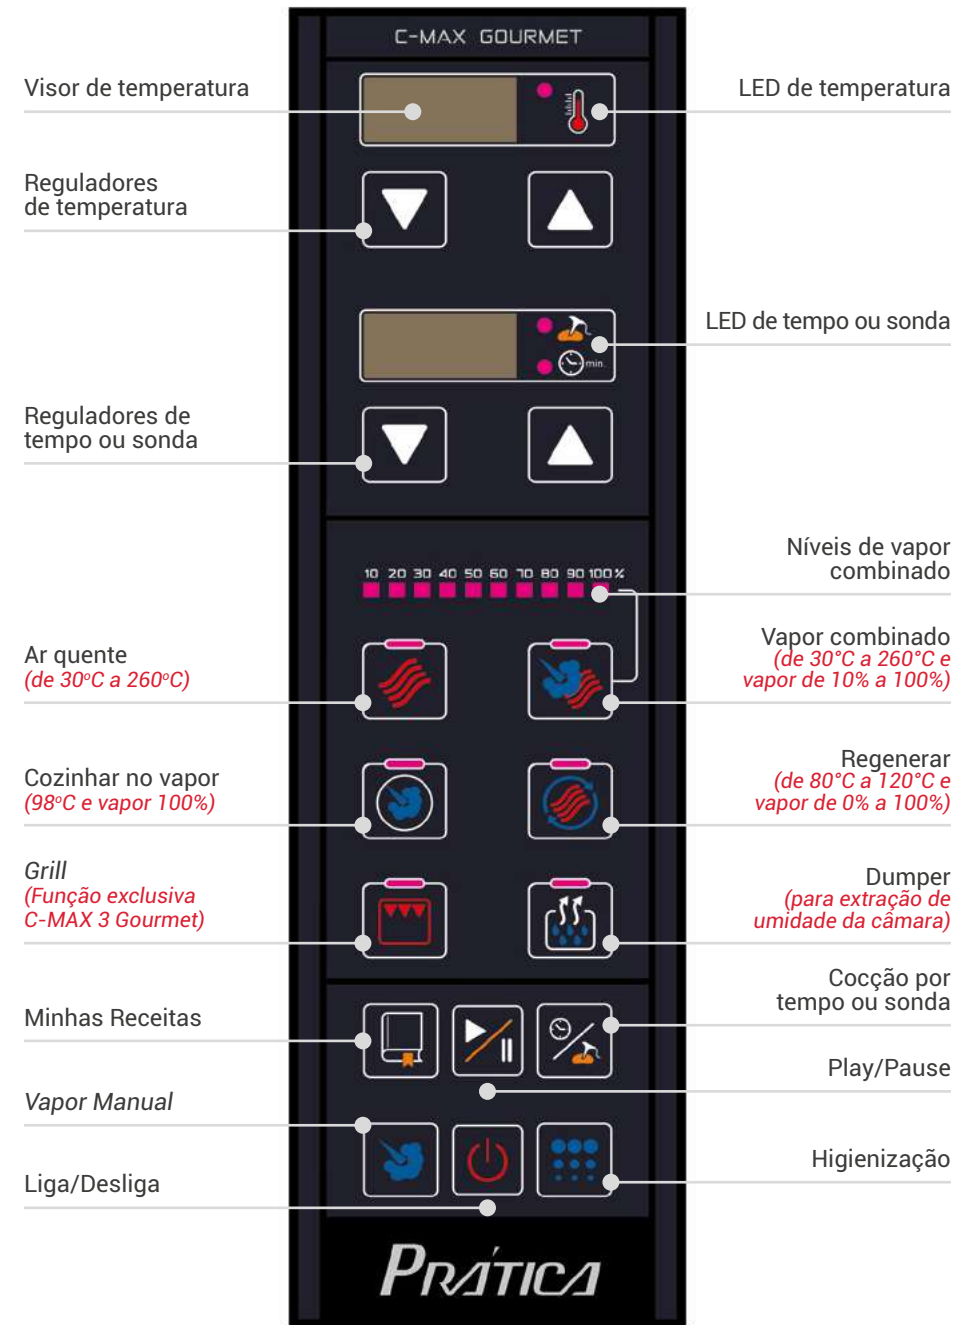 C-MAX GOURMET
Visor de temperatura
LED de temperatura
Reguladores
de temperatura
LED de tempo ou sonda
min.
Reguladores de
tempo ou sonda
Níveis de vapor
combinado
10 20 30 40 50 60 70 80 90 100%
Ar quente
(de 30ºC a 260ºC)
Vapor combinado
(de 30°C a 260°C e
vapor de 10% a 100%)
Cozinhar no vapor
(98ºC e vapor 100%)
Regenerar
(de 80°C a 120°C e
vapor de 0% a 100%)
Grill
(Função exclusiva
C-MAX 3 Gourmet)
Dumper
(para extração de
umidade da câmara)
Cocção por
tempo ou sonda
Minhas Receitas
Play/Pause
Vapor Manual
Higienização
Liga/Desliga
PRÁTICA